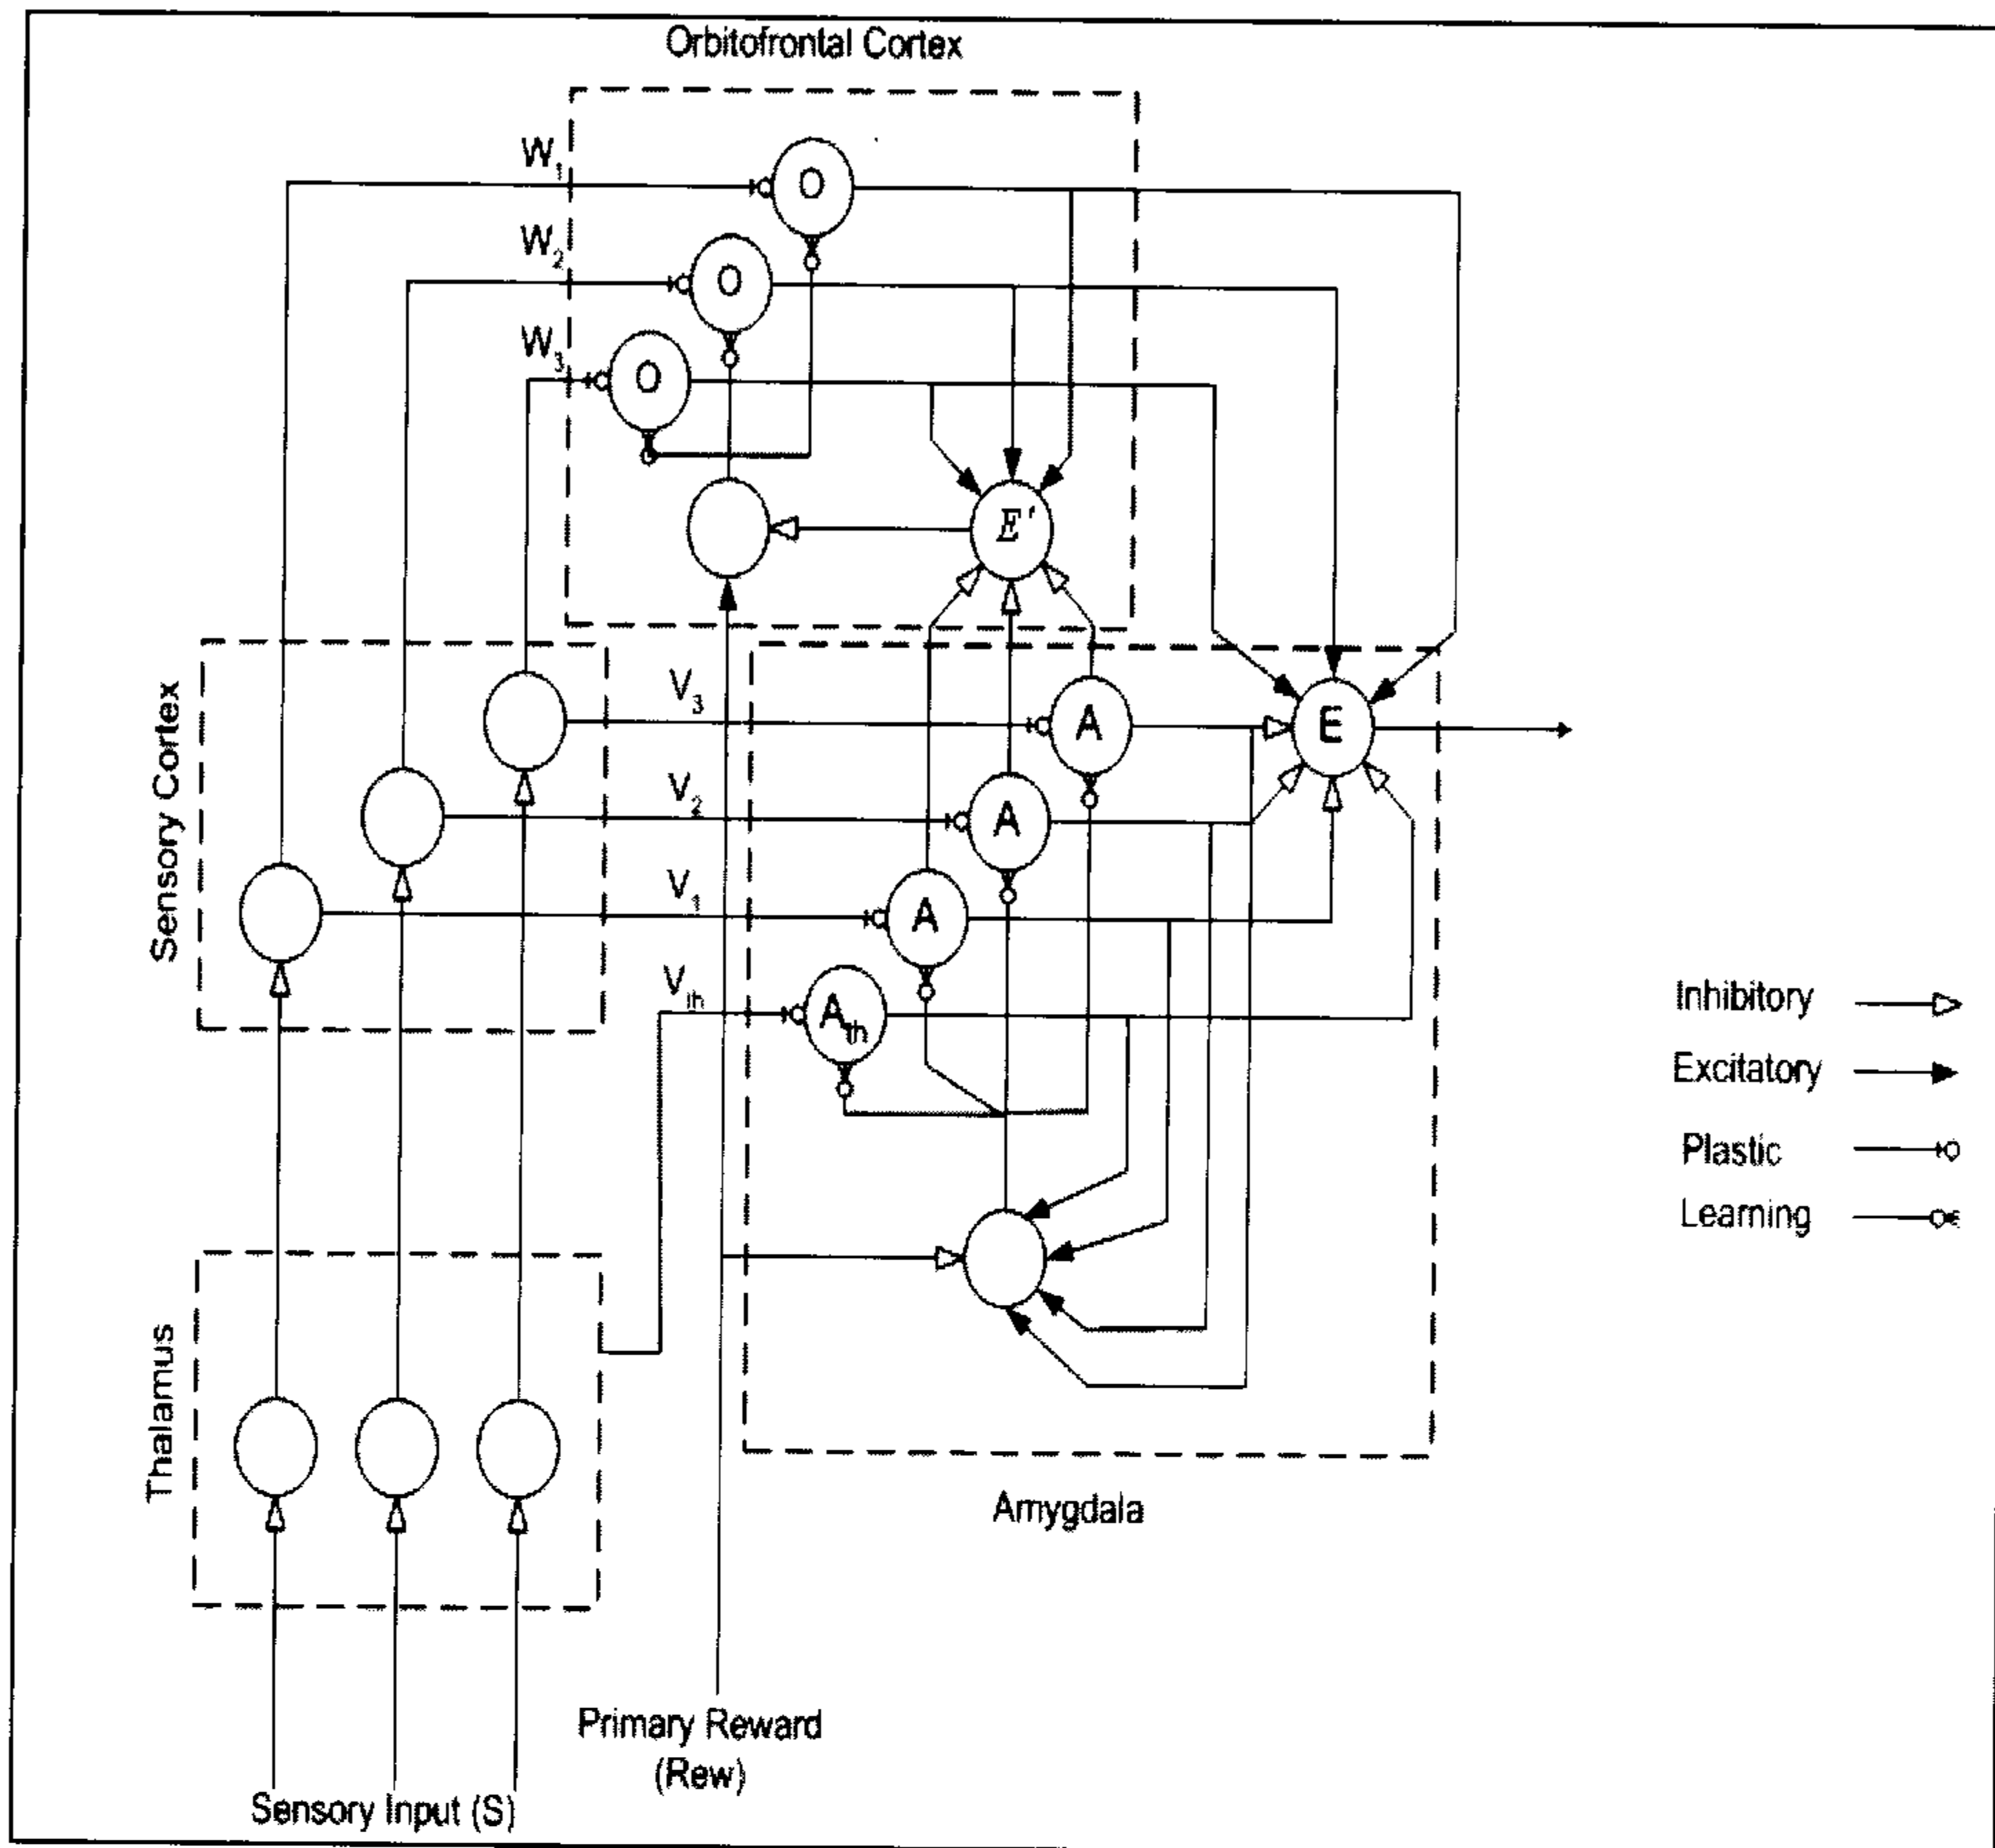 Orbitofrontal Cortex
W1
O
W2
O
W3
O
E'
Sensory Cortex
V3
A
E
V2
A
V1
A
Vth
Ath
Inhibitory
Excitatory
Plastic
Learning
Thalamus
Amygdala
Primary Reward
(Rew)
Sensory Input (S)